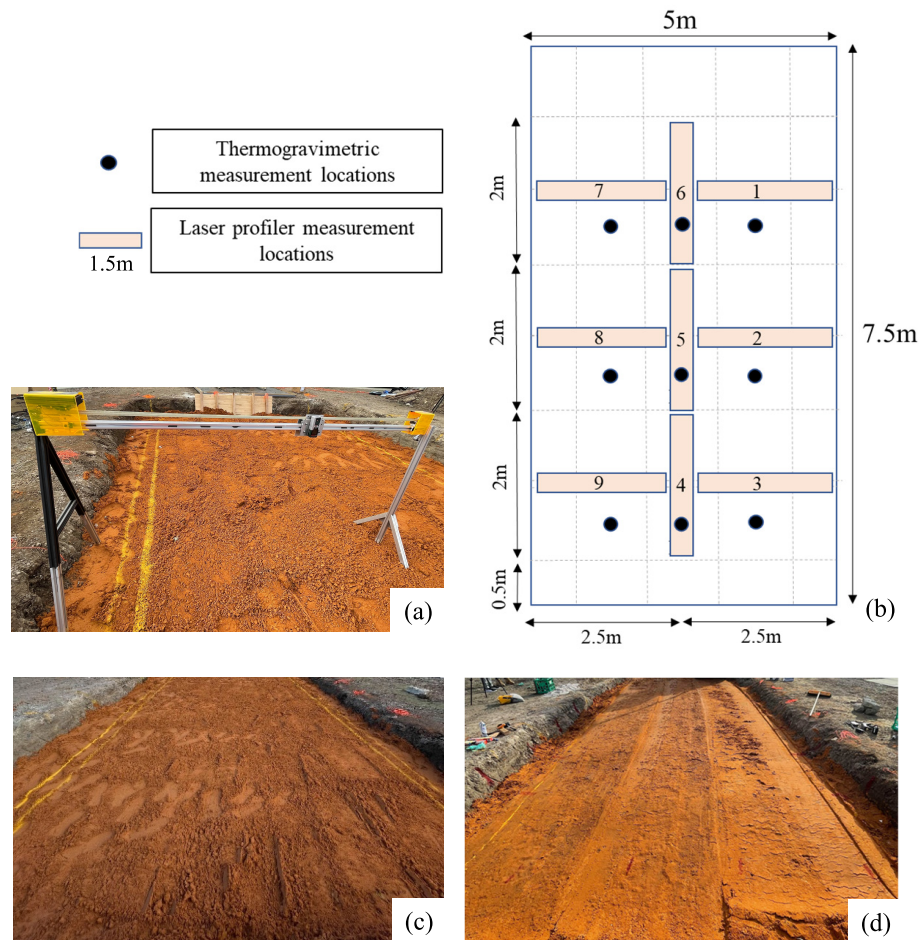 Thermogravimetric
measurement locations
Laser profiler measurement
locations
1.5m
(a)
5m
2m
2m
2m
0.5m
7
6
1
8
5
2
9
4
3
7.5m
2.5m
2.5m
(b)
(c)
(d)